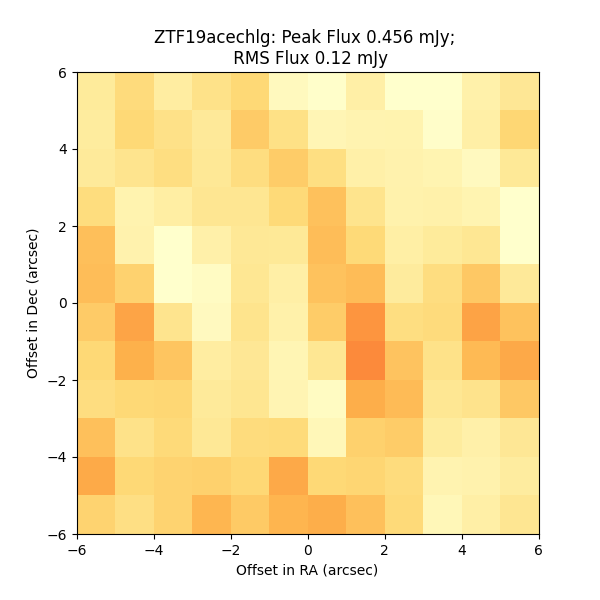 ZTF19acechlg: Peak Flux 0.456 mJy;
RMS Flux 0.12 mJy
6
4
2
0
−2
−4
−6
Offset in Dec (arcsec)
−6 −4 −2 0 2 4 6
Offset in RA (arcsec)